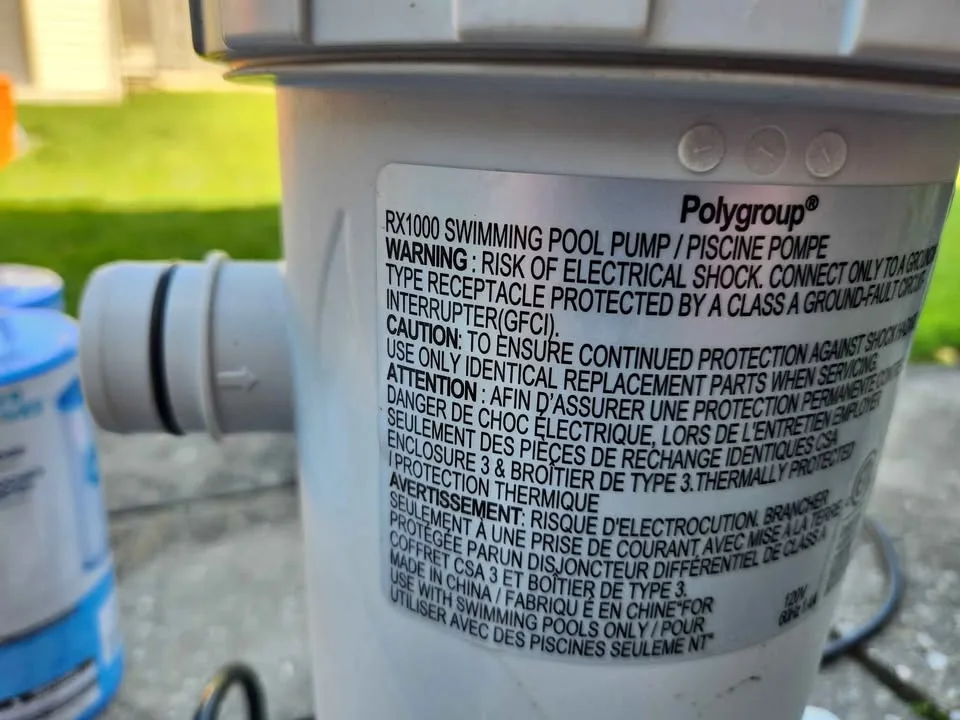 Polygroup®
RX1000 SWIMMING POOL PUMP / PISCINE POMPE
WARNING : RISK OF ELECTRICAL SHOCK. CONNECT ONLY TO A GROUND
TYPE RECEPTACLE PROTECTED BY A CLASS A GROUND-FAULT CIRCUIT
INTERRUPTER(GFCI).
CAUTION: TO ENSURE CONTINUED PROTECTION AGAINST SHOCK HAZARD
USE ONLY IDENTICAL REPLACEMENT PARTS WHEN SERVICING.
ATTENTION : AFIN D'ASSURER UNE PROTECTION PERMANENTE CONTRE
DANGER DE CHOC ÉLECTRIQUE, LORS DE L'ENTRETIEN EMPLOYER
SEULEMENT DES PIÈCES DE RECHANGE IDENTIQUES CSA
ENCLOSURE 3 & BROÎTIER DE TYPE 3.THERMALLY PROTECTED
/ PROTECTION THERMIQUE
AVERTISSEMENT: RISQUE D'ELECTROCUTION. BRANCHER
SEULEMENT À UNE PRISE DE COURANT AVEC MISE À LA TERRE
PROTÉGÉE PARUN DISJONCTEUR DIFFÉRENTIEL DE CLASS A
COFFRET CSA 3 ET BOÎTIER DE TYPE 3.
MADE IN CHINA / FABRIQU É EN CHINE"FOR
USE WITH SWIMMING POOLS ONLY / POUR
UTILISER AVEC DES PISCINES SEULEME NT"
120V
60Hz